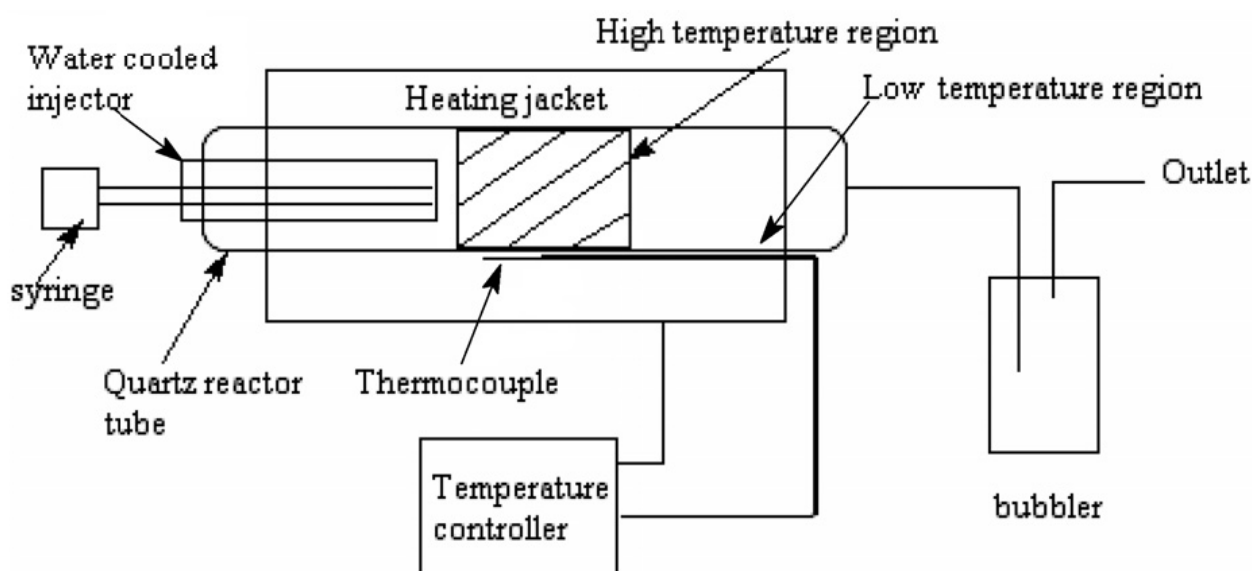 High temperature region
Water cooled
injector
Heating jacket
Low temperature region
Outlet
syringe
Quartz reactor
tube
Thermocouple
Temperature
controller
bubbler